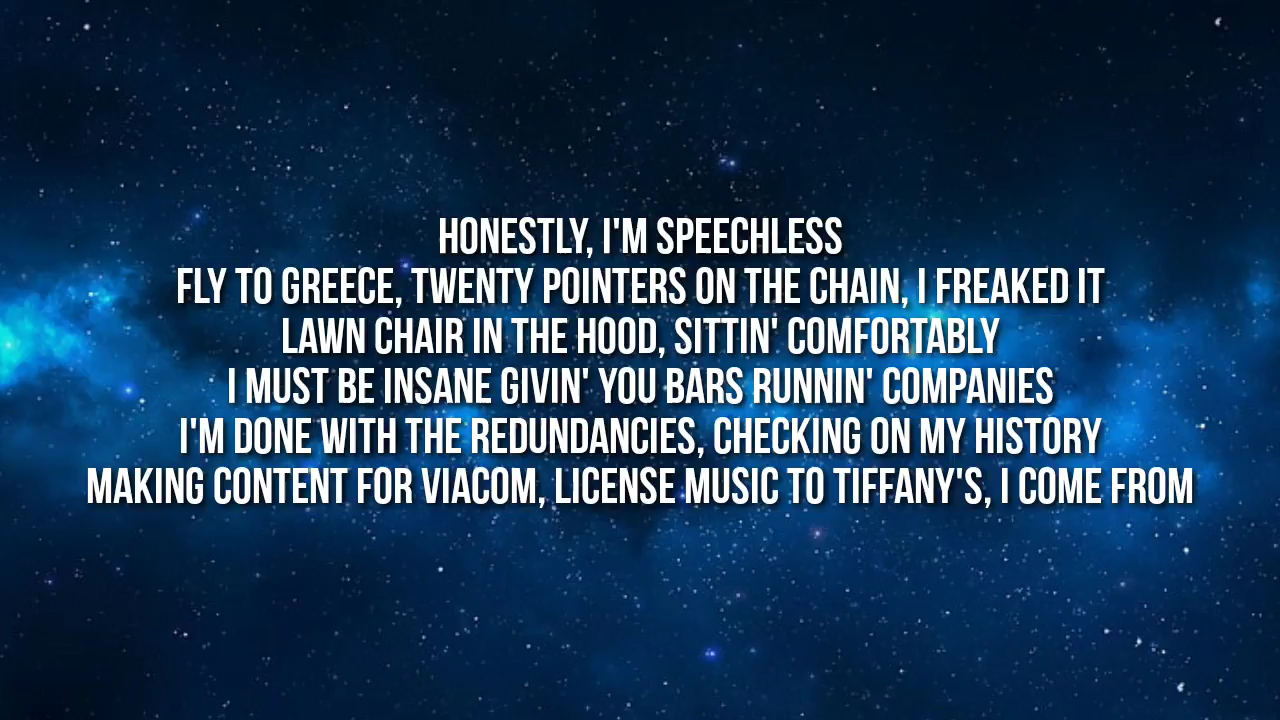 HONESTLY, I'M SPEECHLESS
FLY TO GREECE, TWENTY POINTERS ON THE CHAIN, I FREAKED IT
LAWN CHAIR IN THE HOOD, SITTIN' COMFORTABLY
I MUST BE INSANE GIVIN' YOU BARS RUNNIN' COMPANIES
I'M DONE WITH THE REDUNDANCIES, CHECKING ON MY HISTORY
MAKING CONTENT FOR VIACOM, LICENSE MUSIC TO TIFFANY'S, I COME FROM